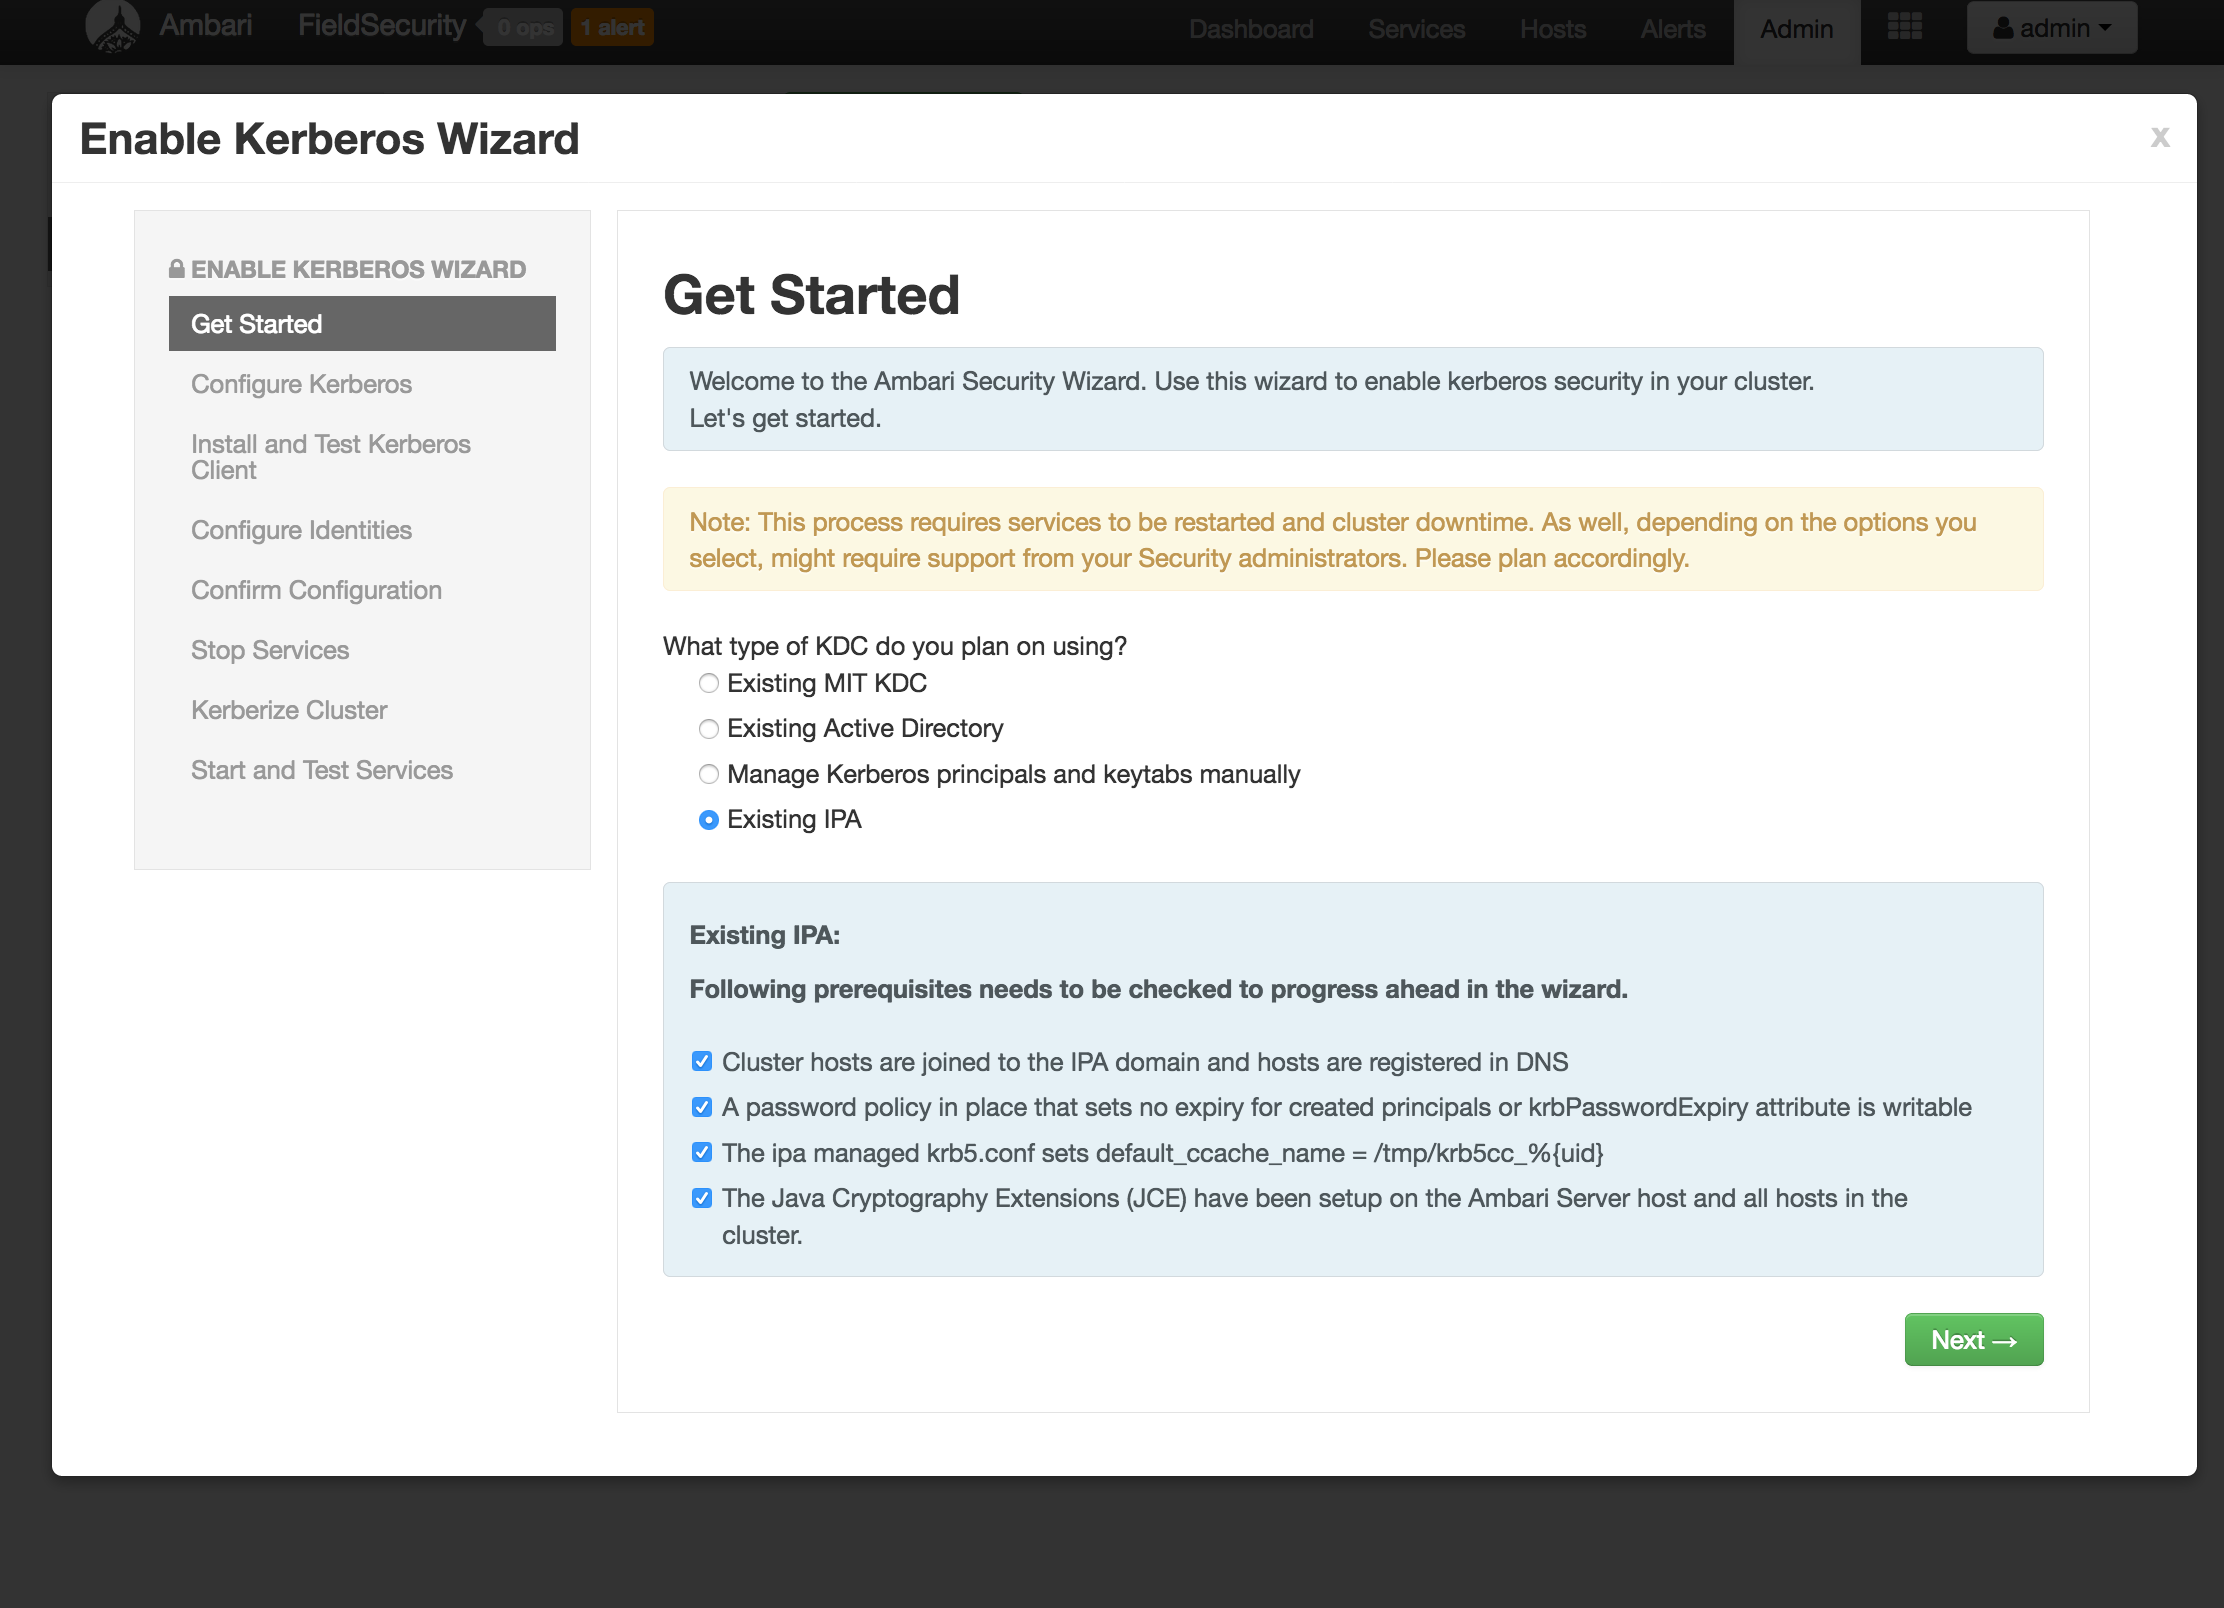 Ambari FieldSecurity 0 ops 1 alert Dashboard Services Hosts Alerts Admin admin
Enable Kerberos Wizard x
ENABLE KERBEROS WIZARD
Get Started
Configure Kerberos
Install and Test Kerberos
Client
Configure Identities
Confirm Configuration
Stop Services
Kerberize Cluster
Start and Test Services
Get Started
Welcome to the Ambari Security Wizard. Use this wizard to enable kerberos security in your cluster.
Let's get started.
Note: This process requires services to be restarted and cluster downtime. As well, depending on the options you
select, might require support from your Security administrators. Please plan accordingly.
What type of KDC do you plan on using?
Existing MIT KDC
Existing Active Directory
Manage Kerberos principals and keytabs manually
Existing IPA
Existing IPA:
Following prerequisites needs to be checked to progress ahead in the wizard.
Cluster hosts are joined to the IPA domain and hosts are registered in DNS
A password policy in place that sets no expiry for created principals or krbPasswordExpiry attribute is writable
The ipa managed krb5.conf sets default_ccache_name = /tmp/krb5cc_%{uid}
The Java Cryptography Extensions (JCE) have been setup on the Ambari Server host and all hosts in the
cluster.
Next →